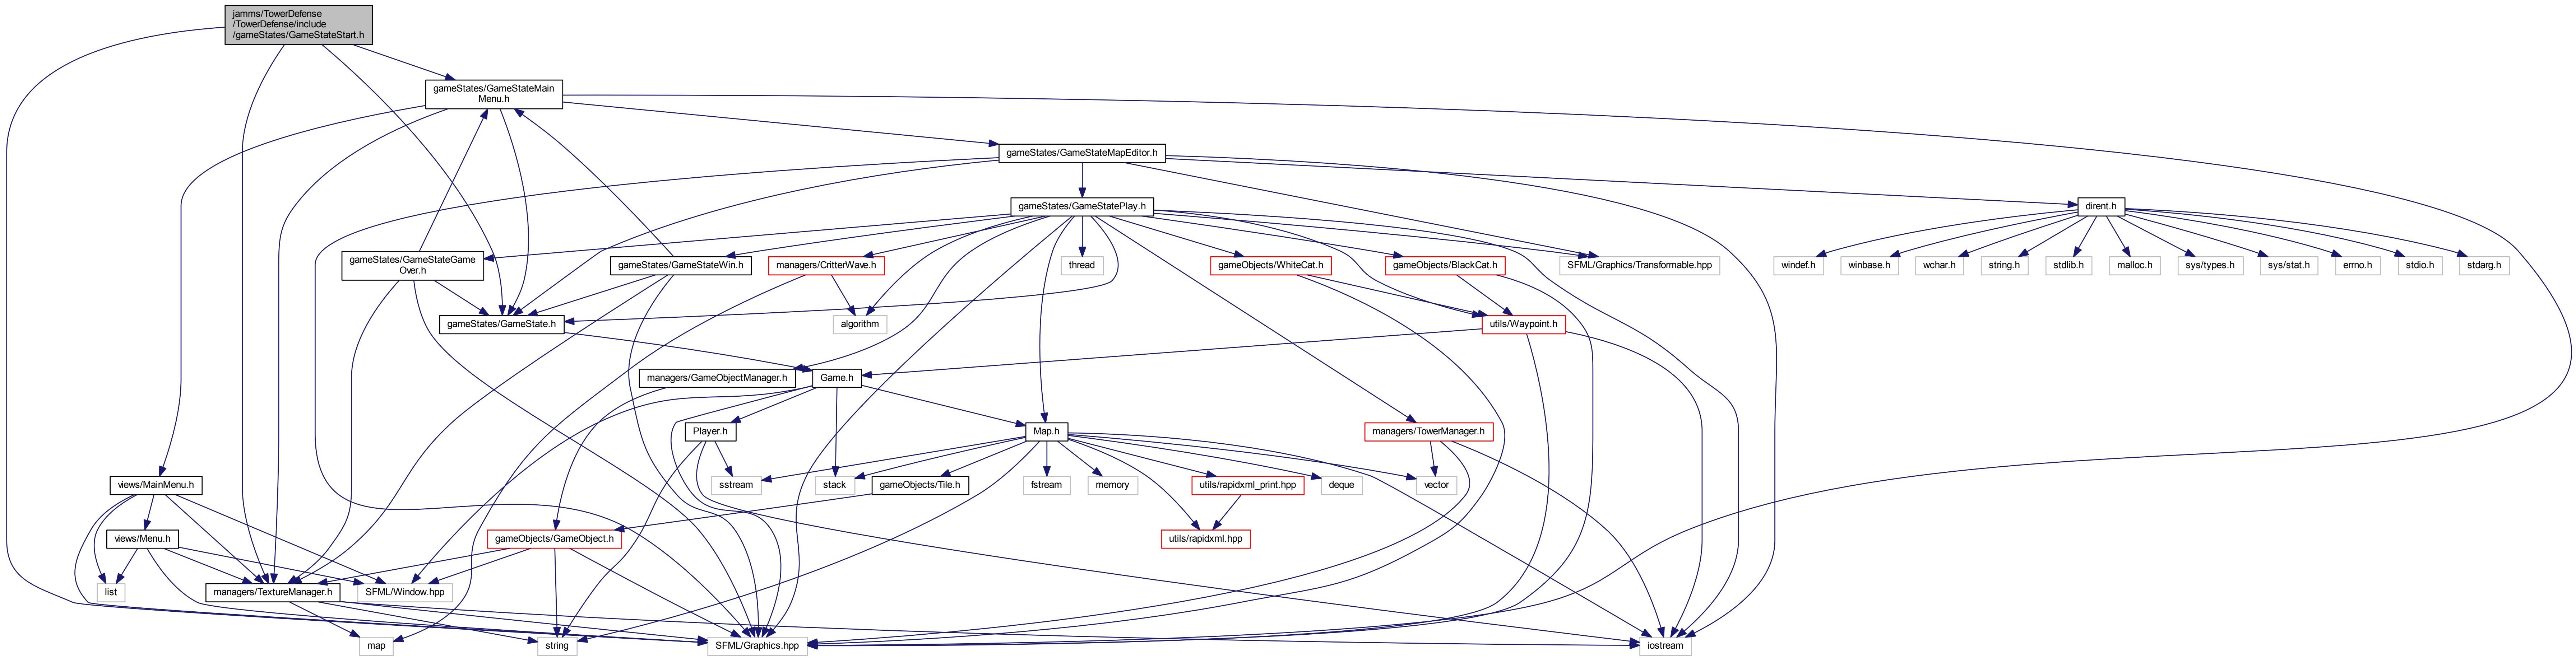 jamms/TowerDefense
/TowerDefense/include
/gameStates/GameStateStart.h
gameStates/GameStateMain
Menu.h
gameStates/GameStateMapEditor.h
gameStates/GameStatePlay.h
dirent.h
gameStates/GameStateGame
Over.h
gameStates/GameStateWin.h
managers/CritterWave.h
thread
gameObjects/WhiteCat.h
gameObjects/BlackCat.h
SFML/Graphics/Transformable.hpp
windef.h
winbase.h
wchar.h
string.h
stdlib.h
malloc.h
sys/types.h
sys/stat.h
errno.h
stdio.h
stdarg.h
gameStates/GameState.h
algorithm
utils/Waypoint.h
managers/GameObjectManager.h
Game.h
Player.h
Map.h
managers/TowerManager.h
views/MainMenu.h
sstream
stack
gameObjects/Tile.h
fstream
memory
utils/rapidxml_print.hpp
deque
vector
views/Menu.h
gameObjects/GameObject.h
utils/rapidxml.hpp
list
managers/TextureManager.h
SFML/Window.hpp
map
string
SFML/Graphics.hpp
iostream